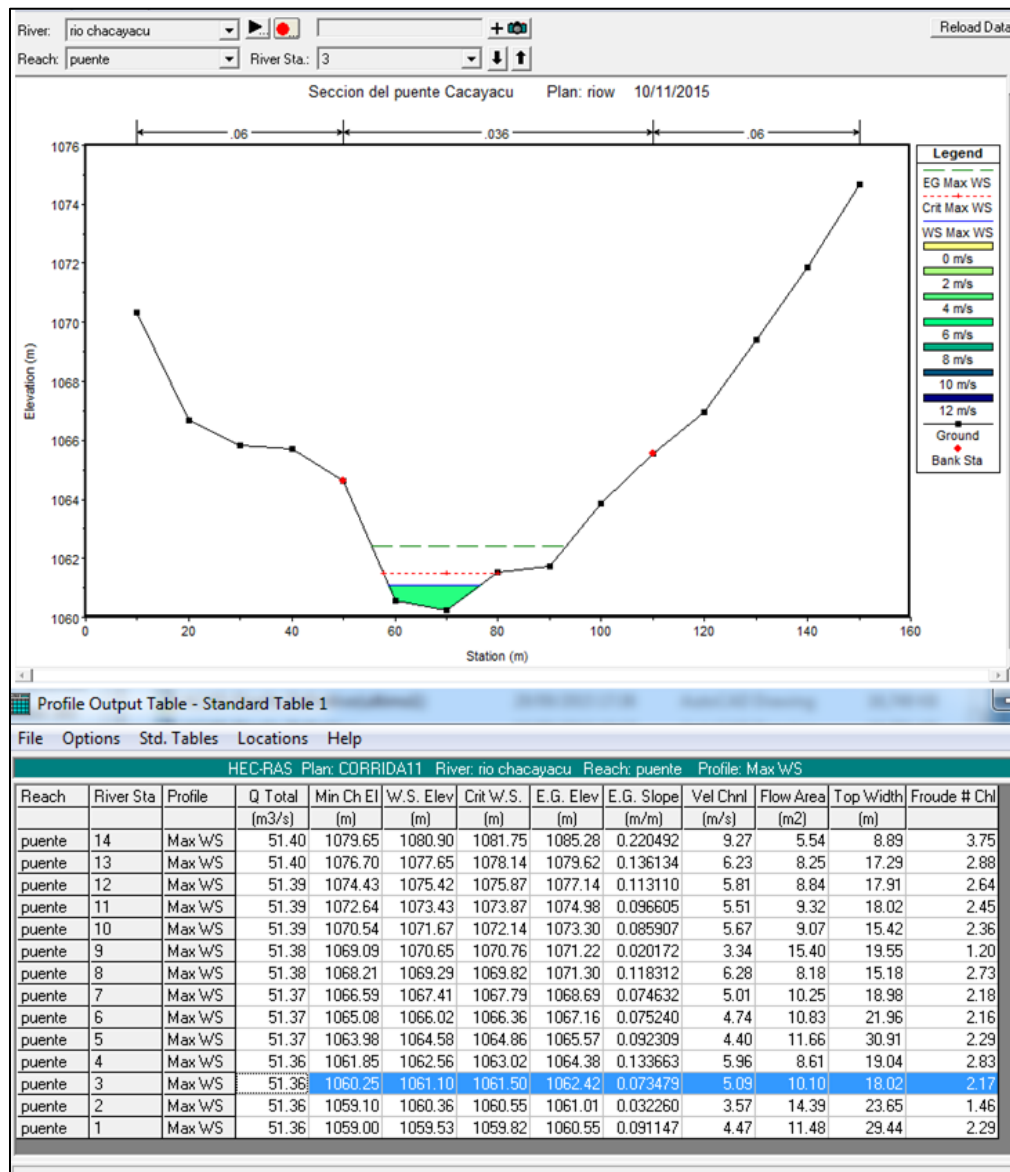 River: rio chacayacu Reload Data
Reach: puente River Sta.: 3
Seccion del puente Cacayacu Plan: riow 10/11/2015
.06 .036 .06
Legend
EG Max WS
Crit Max WS
WS Max WS
0 m/s
2 m/s
4 m/s
6 m/s
8 m/s
10 m/s
12 m/s
Ground
Bank Sta
Elevation (m)
1076
1074
1072
1070
1068
1066
1064
1062
1060
0 20 40 60 80 100 120 140 160
Station (m)
Profile Output Table - Standard Table 1
File Options Std. Tables Locations Help
HEC-RAS Plan: CORRIDA11 River: rio chacayacu Reach: puente Profile: Max WS
Reach River Sta Profile Q Total Min Ch El W.S. Elev Crit W.S. E.G. Elev E.G. Slope Vel Chnl Flow Area Top Width Froude # Chl
(m3/s) (m) (m) (m) (m) (m/m) (m/s) (m2) (m)
puente 14 Max WS 51.40 1079.65 1080.90 1081.75 1085.28 0.220492 9.27 5.54 8.89 3.75
puente 13 Max WS 51.40 1076.70 1077.65 1078.14 1079.62 0.136134 6.23 8.25 17.29 2.88
puente 12 Max WS 51.39 1074.43 1075.42 1075.87 1077.14 0.113110 5.81 8.84 17.91 2.64
puente 11 Max WS 51.39 1072.64 1073.43 1073.87 1074.98 0.096605 5.51 9.32 18.02 2.45
puente 10 Max WS 51.39 1070.54 1071.67 1072.14 1073.30 0.085907 5.67 9.07 15.42 2.36
puente 9 Max WS 51.38 1069.09 1070.65 1070.76 1071.22 0.020172 3.34 15.40 19.55 1.20
puente 8 Max WS 51.38 1068.21 1069.29 1069.82 1071.30 0.118312 6.28 8.18 15.18 2.73
puente 7 Max WS 51.37 1066.59 1067.41 1067.79 1068.69 0.074632 5.01 10.25 18.98 2.18
puente 6 Max WS 51.37 1065.08 1066.02 1066.36 1067.16 0.075240 4.74 10.83 21.96 2.16
puente 5 Max WS 51.37 1063.98 1064.58 1064.86 1065.57 0.092309 4.40 11.66 30.91 2.29
puente 4 Max WS 51.36 1061.85 1062.56 1063.02 1064.38 0.133663 5.96 8.61 19.04 2.83
puente 3 Max WS 51.36 1060.25 1061.10 1061.50 1062.42 0.073479 5.09 10.10 18.02 2.17
puente 2 Max WS 51.36 1059.10 1060.36 1060.55 1061.01 0.032260 3.57 14.39 23.65 1.46
puente 1 Max WS 51.36 1059.00 1059.53 1059.82 1060.55 0.091147 4.47 11.48 29.44 2.29